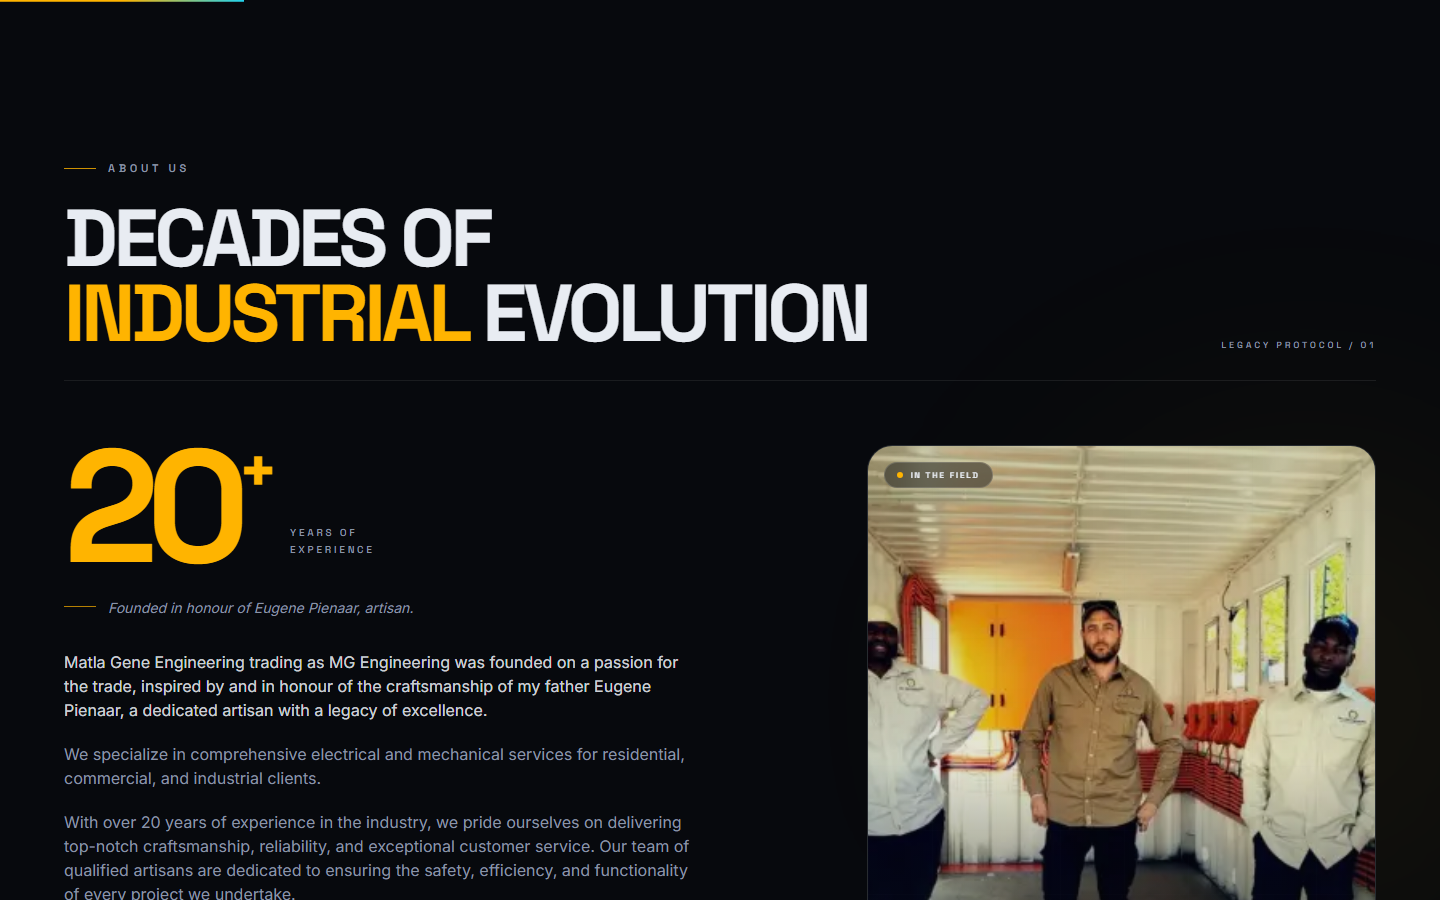 ABOUT US
DECADES OF
INDUSTRIAL EVOLUTION
LEGACY PROTOCOL / 01
20+
YEARS OF
EXPERIENCE
Founded in honour of Eugene Pienaar, artisan.
Matla Gene Engineering trading as MG Engineering was founded on a passion for
the trade, inspired by and in honour of the craftsmanship of my father Eugene
Pienaar, a dedicated artisan with a legacy of excellence.
We specialize in comprehensive electrical and mechanical services for residential,
commercial, and industrial clients.
With over 20 years of experience in the industry, we pride ourselves on delivering
top-notch craftsmanship, reliability, and exceptional customer service. Our team of
qualified artisans are dedicated to ensuring the safety, efficiency, and functionality
of every project we undertake.
IN THE FIELD